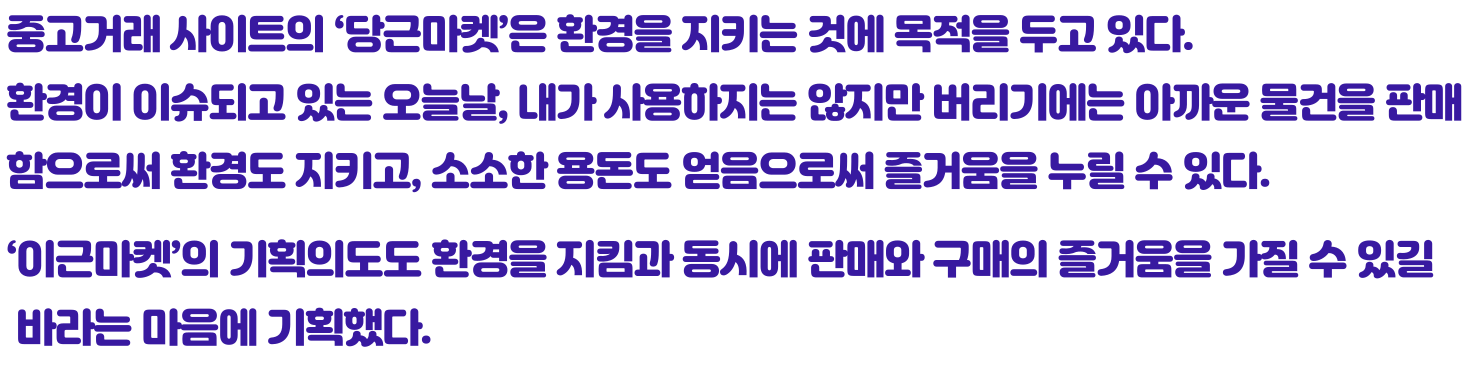 중고거래 사이트의 ‘당근마켓’은 환경을 지키는 것에 목적을 두고 있다.
환경이 이슈되고 있는 오늘날, 내가 사용하지는 않지만 버리기에는 아까운 물건을 판매
함으로써 환경도 지키고, 소소한 용돈도 얻음으로써 즐거움을 누릴 수 있다.
‘이근마켓’의 기획의도도 환경을 지킴과 동시에 판매와 구매의 즐거움을 가질 수 있길
바라는 마음에 기획했다.